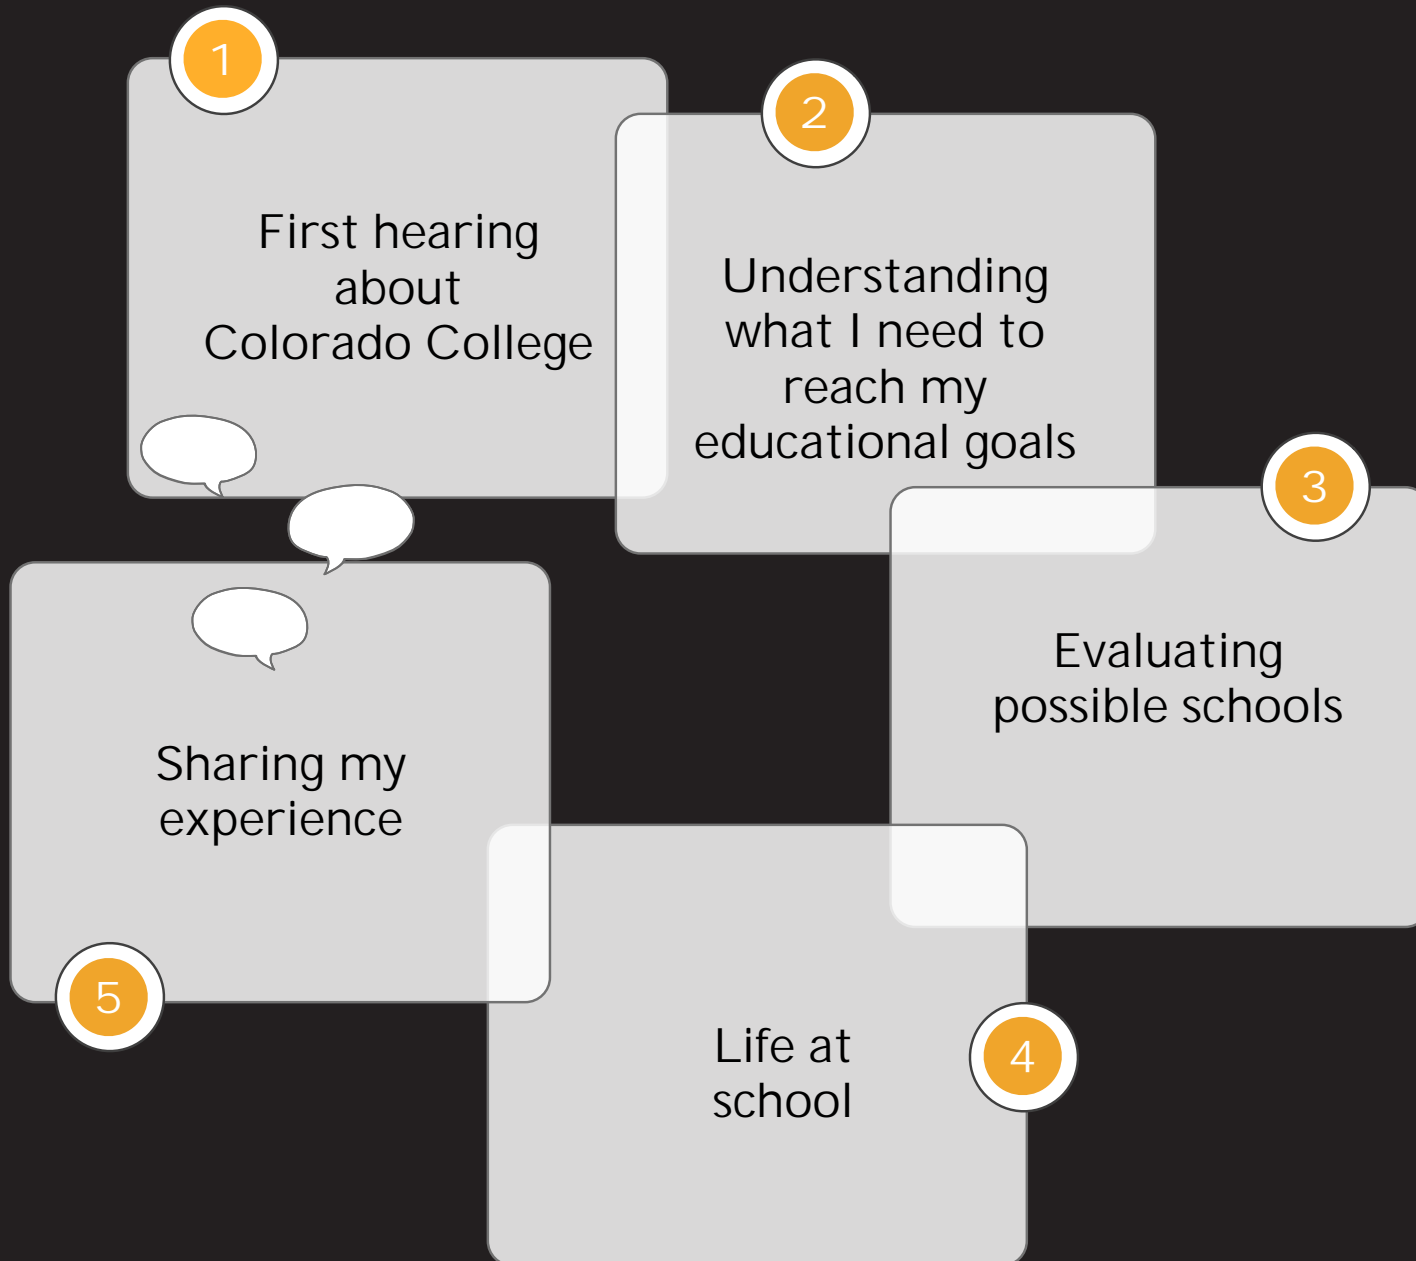 1
First hearing
about
Colorado College
2
Understanding
what I need to
reach my
educational goals
3
Evaluating
possible schools
4
Life at
school
5
Sharing my
experience